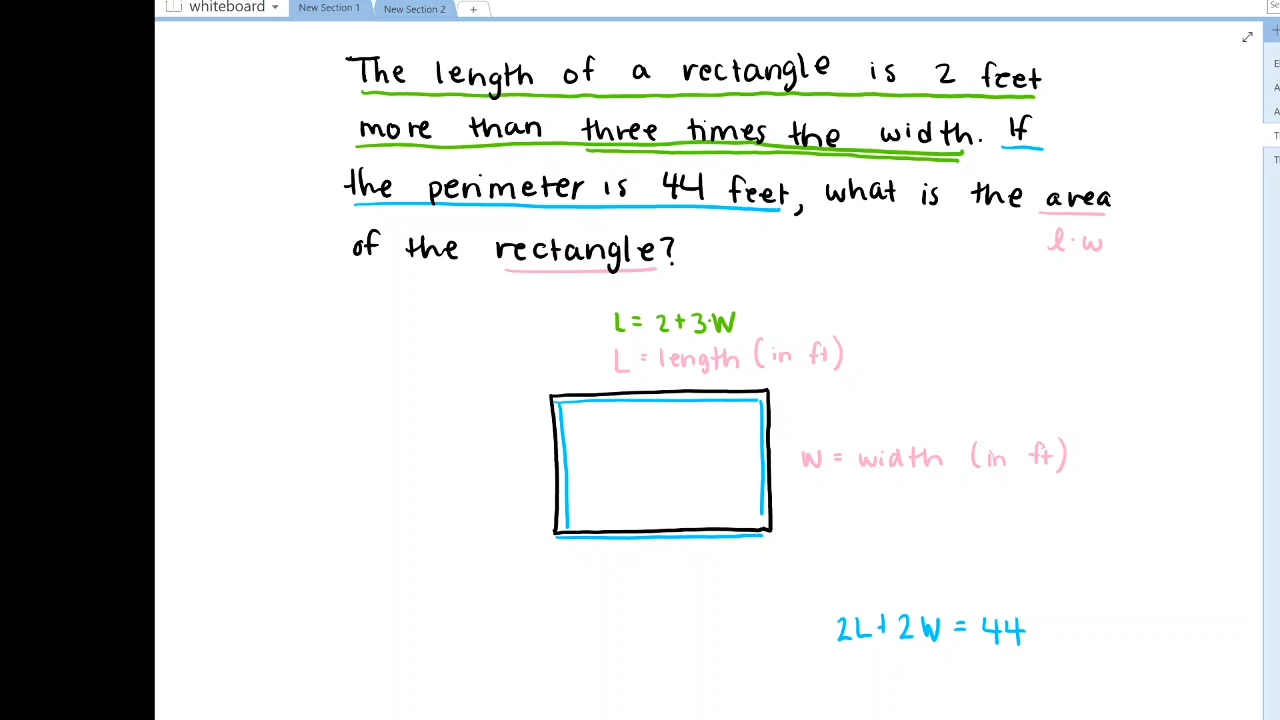 whiteboard New Section 1 New Section 2 +
The length of a rectangle is 2 feet
more than three times the width. If
the perimeter is 44 feet, what is the area
of the rectangle?
l·w
L = 2 + 3·W
L = length (in ft)
W = width (in ft)
2L + 2W = 44